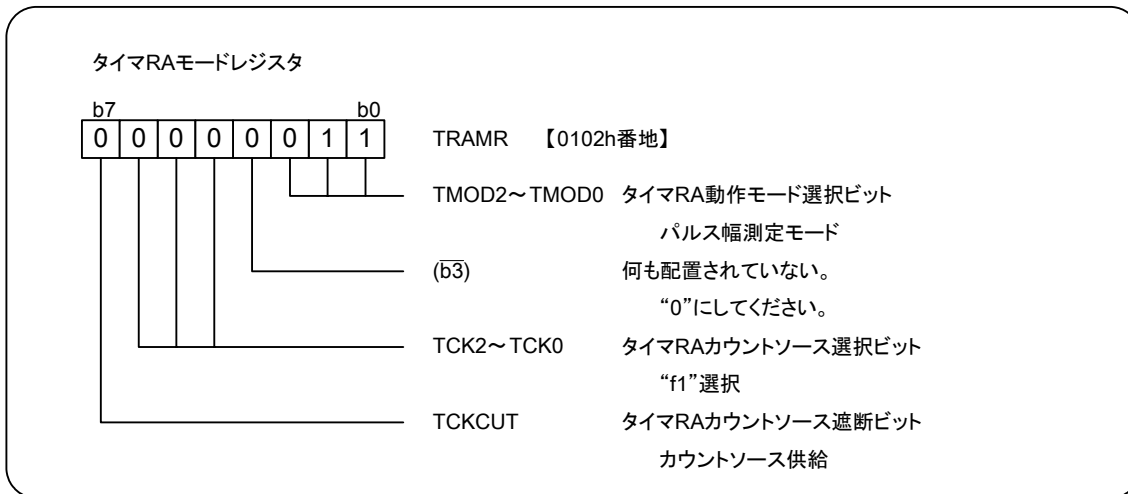 タイマRAモードレジスタ
b7 b0
0 0 0 0 0 0 1 1 TRAMR 【0102h番地】
TMOD2～TMOD0 タイマRA動作モード選択ビット
パルス幅測定モード
(b3) 何も配置されていない。
“0”にしてください。
TCK2～TCK0 タイマRAカウントソース選択ビット
“f1”選択
TCKCUT タイマRAカウントソース遮断ビット
カウントソース供給